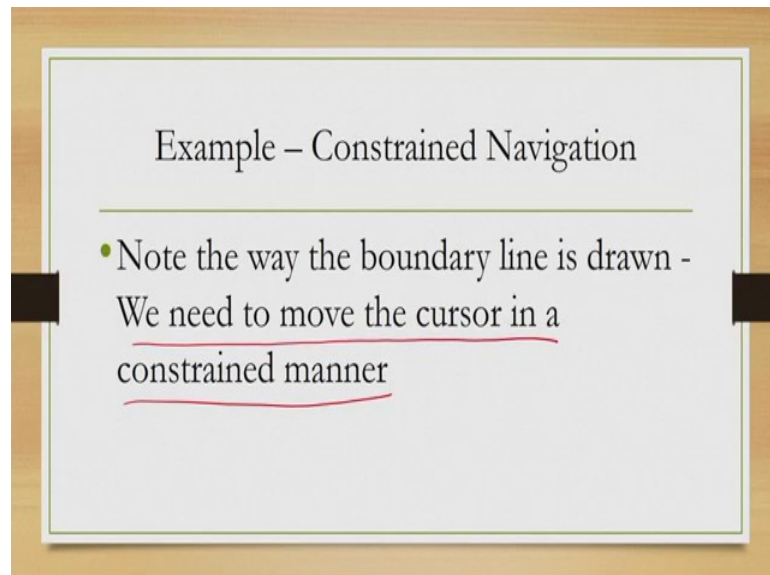 Example – Constrained Navigation
•Note the way the boundary line is drawn -
We need to move the cursor in a
constrained manner